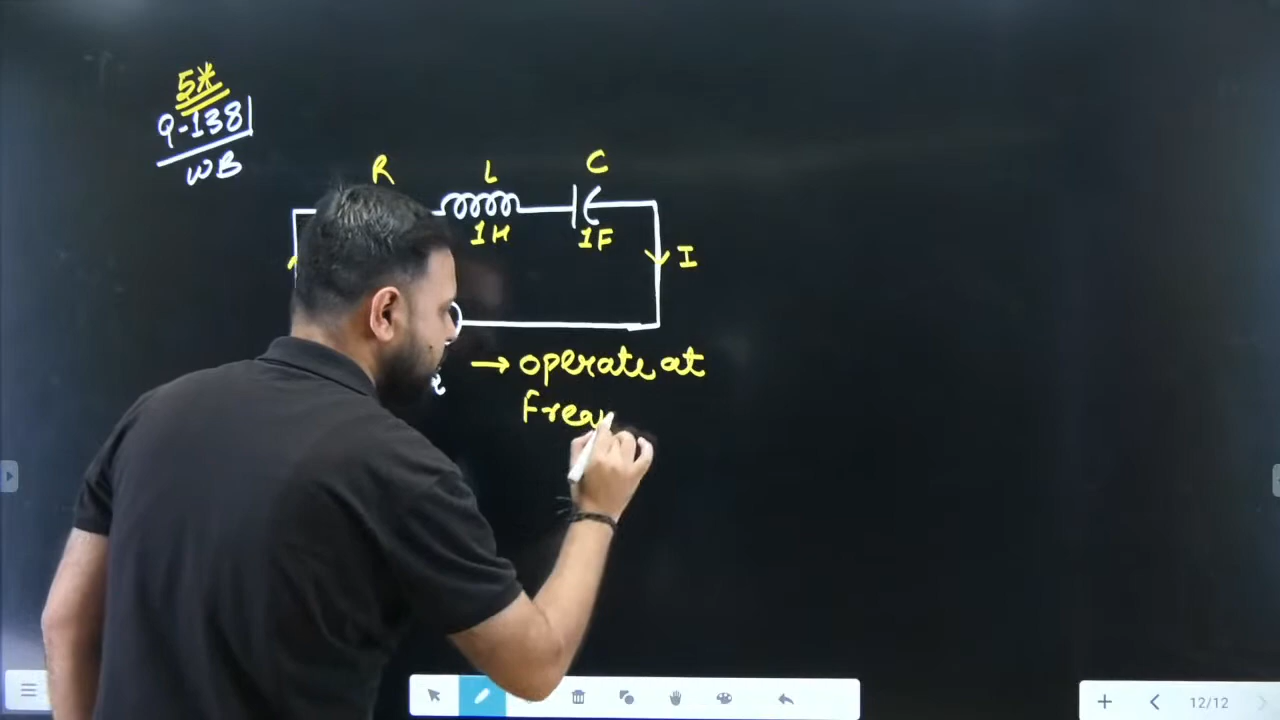 5*
Q-138
WB
R L C
1H 1F
I
→ operate at
Freq
12/12